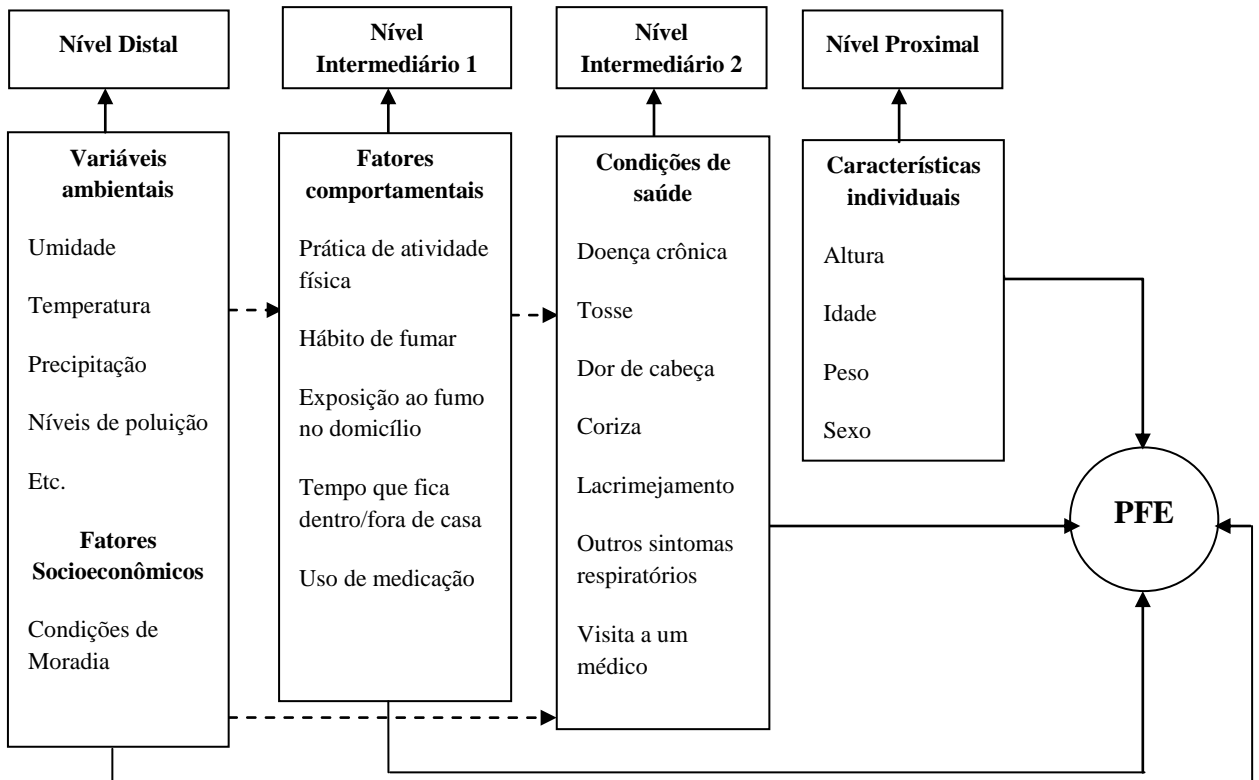 Nível Distal
Nível
Intermediário 1
Nível
Intermediário 2
Nível Proximal
Variáveis
ambientais
Umidade
Temperatura
Precipitação
Níveis de poluição
Etc.
Fatores
Socioeconômicos
Condições de
Moradia
Fatores
comportamentais
Prática de atividade
física
Hábito de fumar
Exposição ao fumo
no domicílio
Tempo que fica
dentro/fora de casa
Uso de medicação
Condições de
saúde
Doença crônica
Tosse
Dor de cabeça
Coriza
Lacrimejamento
Outros sintomas
respiratórios
Visita a um
médico
Características
individuais
Altura
Idade
Peso
Sexo
PFE